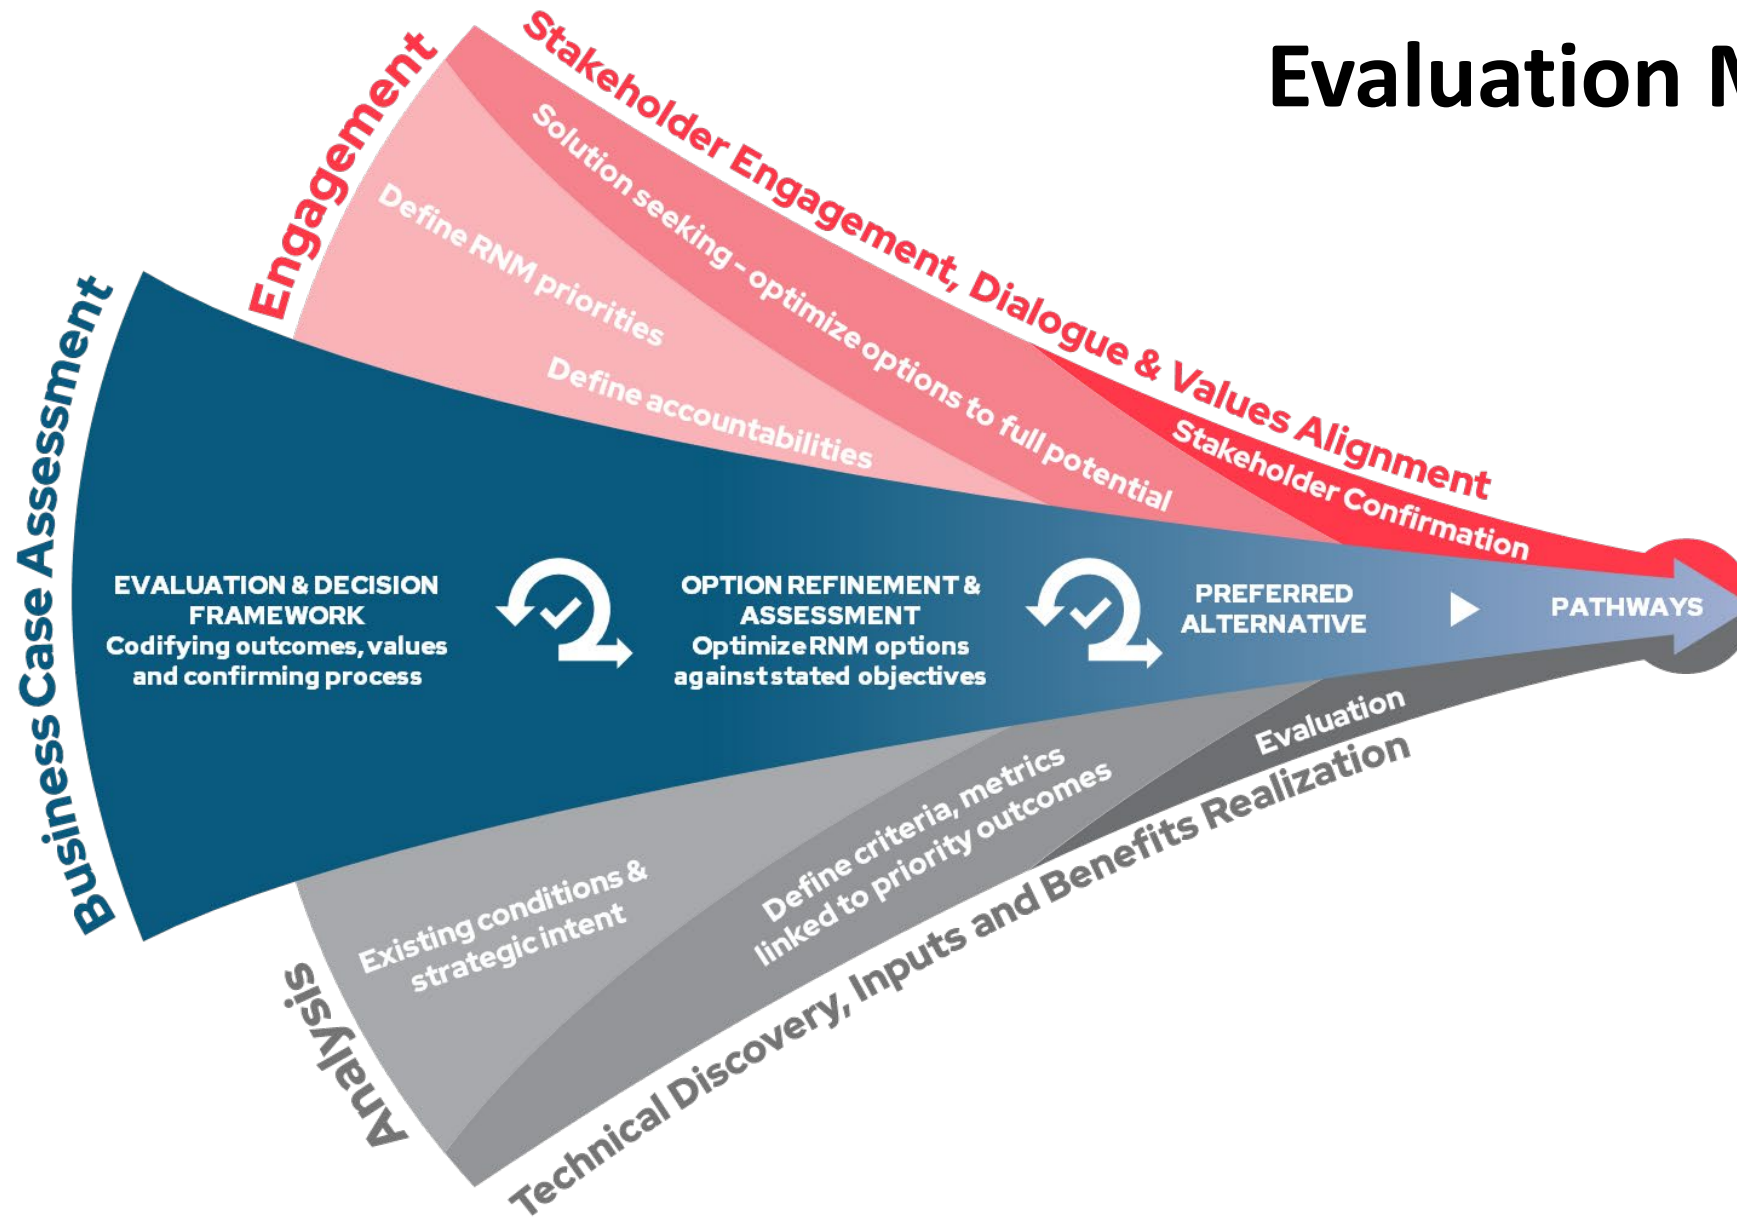 Evaluation
Engagement
Stakeholder Engagement, Dialogue & Values Alignment
Solution seeking - optimize options to full potential
Define RNM priorities
Define accountabilities
Stakeholder Confirmation
Business Case Assessment
EVALUATION & DECISION
FRAMEWORK
Codifying outcomes, values
and confirming process
OPTION REFINEMENT &
ASSESSMENT
Optimize RNM options
against stated objectives
PREFERRED
ALTERNATIVE
PATHWAYS
Evaluation
Define criteria, metrics
linked to priority outcomes
Existing conditions &
strategic intent
Analysis
Technical Discovery, Inputs and Benefits Realization